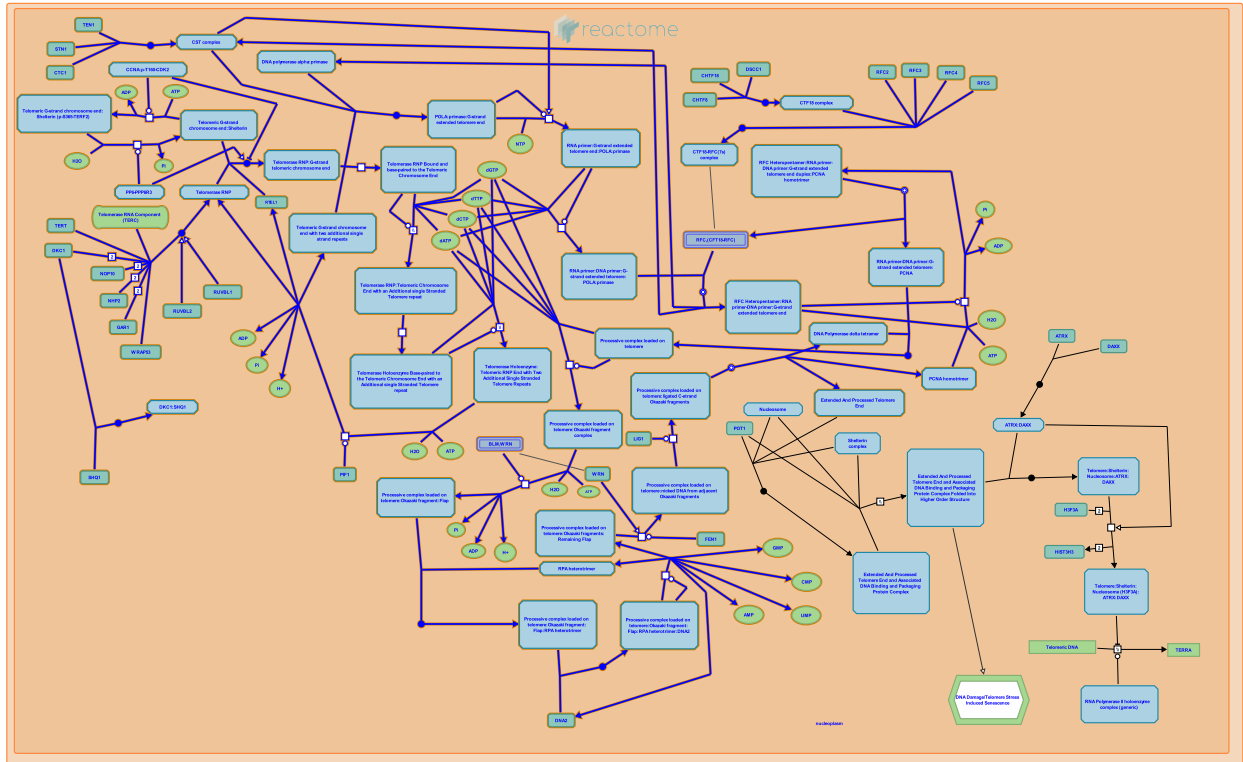 reactome
TEN1
STN1
CTC1
CST complex
DNA polymerase alpha primase
CCNA:p-T160-CDK2
ADP
ATP
Telomeric G-strand
chromosome end:
Shelterin (p-S365-TERF2)
Telomeric G-strand
chromosome end:Shelterin
H2O
Pi
PP6-PPP6R3
Telomerase RNP:G-strand
telomeric chromosome end
Telomerase RNP
RTEL1
Telomerase RNP Bound and
base-paired to the Telomeric
Chromosome End
POLA primase:G-strand
extended telomere end
NTP
RNA primer:G-strand extended
telomere end:POLA primase
dGTP
dTTP
dCTP
dATP
CHTF18
DSCC1
CHTF8
CTF18 complex
RFC2
RFC3
RFC4
RFC5
CTF18-RFC(7s)
complex
RFC Heteropentamer:RNA primer-
DNA primer:G-strand extended
telomere end duplex:PCNA
homotrimer
Telomerase RNA Component
(TERC)
TERT
DKC1
2
NOP10
2
NHP2
2
GAR1
2
WRAP53
RUVBL2
RUVBL1
Telomeric G-strand chromosome
end with two additional single
strand repeats
ADP
Pi
H+
Telomerase RNP:Telomeric Chromosome
End with an Additional single Stranded
Telomere repeat
RNA primer:DNA primer:G-
strand extended telomere:
POLA primase
RFC,(CTF18-RFC)
RNA primer-DNA primer:G-
strand extended telomere:
PCNA
Pi
ADP
H2O
ATP
RFC Heteropentamer:RNA
primer-DNA primer:G-strand
extended telomere end
DNA Polymerase delta tetramer
PCNA homotrimer
Processive complex loaded on
telomere
Telomerase Holoenzyme Base-paired to
the Telomeric Chromosome End with an
Additional single Stranded Telomere
repeat
Telomerase Holoenzyme:
Telomeric RNP End with Two
Additional Single Stranded
Telomere Repeats
DKC1:SHQ1
SHQ1
PIF1
H2O
ATP
Processive complex loaded on
telomere:Okazaki fragment
complex
BLM,WRN
WRN
H2O
ATP
Processive complex loaded on
telomere:ligated C-strand
Okazaki fragments
LIG1
Processive complex loaded on
telomere:nicked DNA from adjacent
Okazaki fragments
Extended And Processed Telomere
End
Nucleosome
POT1
Shelterin
complex
Extended And Processed
Telomere End and Associated
DNA Binding and Packaging
Protein Complex Folded Into
Higher Order Structure
Extended And Processed
Telomere End and Associated
DNA Binding and Packaging
Protein Complex
ATRX
DAXX
ATRX:DAXX
Telomere:Shelterin:
Nucleosome:ATRX:
DAXX
H3F3A
2
HIST3H3
2
Telomere:Shelterin:
Nucleosome (H3F3A):
ATRX:DAXX
Telomeric DNA
TERRA
RNA Polymerase II holoenzyme
complex (generic)
DNA Damage/Telomere Stress
Induced Senescence
Processive complex loaded on
telomere:Okazaki fragment:Flap
Pi
ADP
H+
Processive complex loaded on
telomere:Okazaki fragments:
Remaining Flap
FEN1
RPA heterotrimer
GMP
CMP
UMP
AMP
Processive complex loaded on
telomere:Okazaki fragment:
Flap:RPA heterotrimer
Processive complex loaded on
telomere:Okazaki fragment:
Flap:RPA heterotrimer:DNA2
DNA2
nucleoplasm